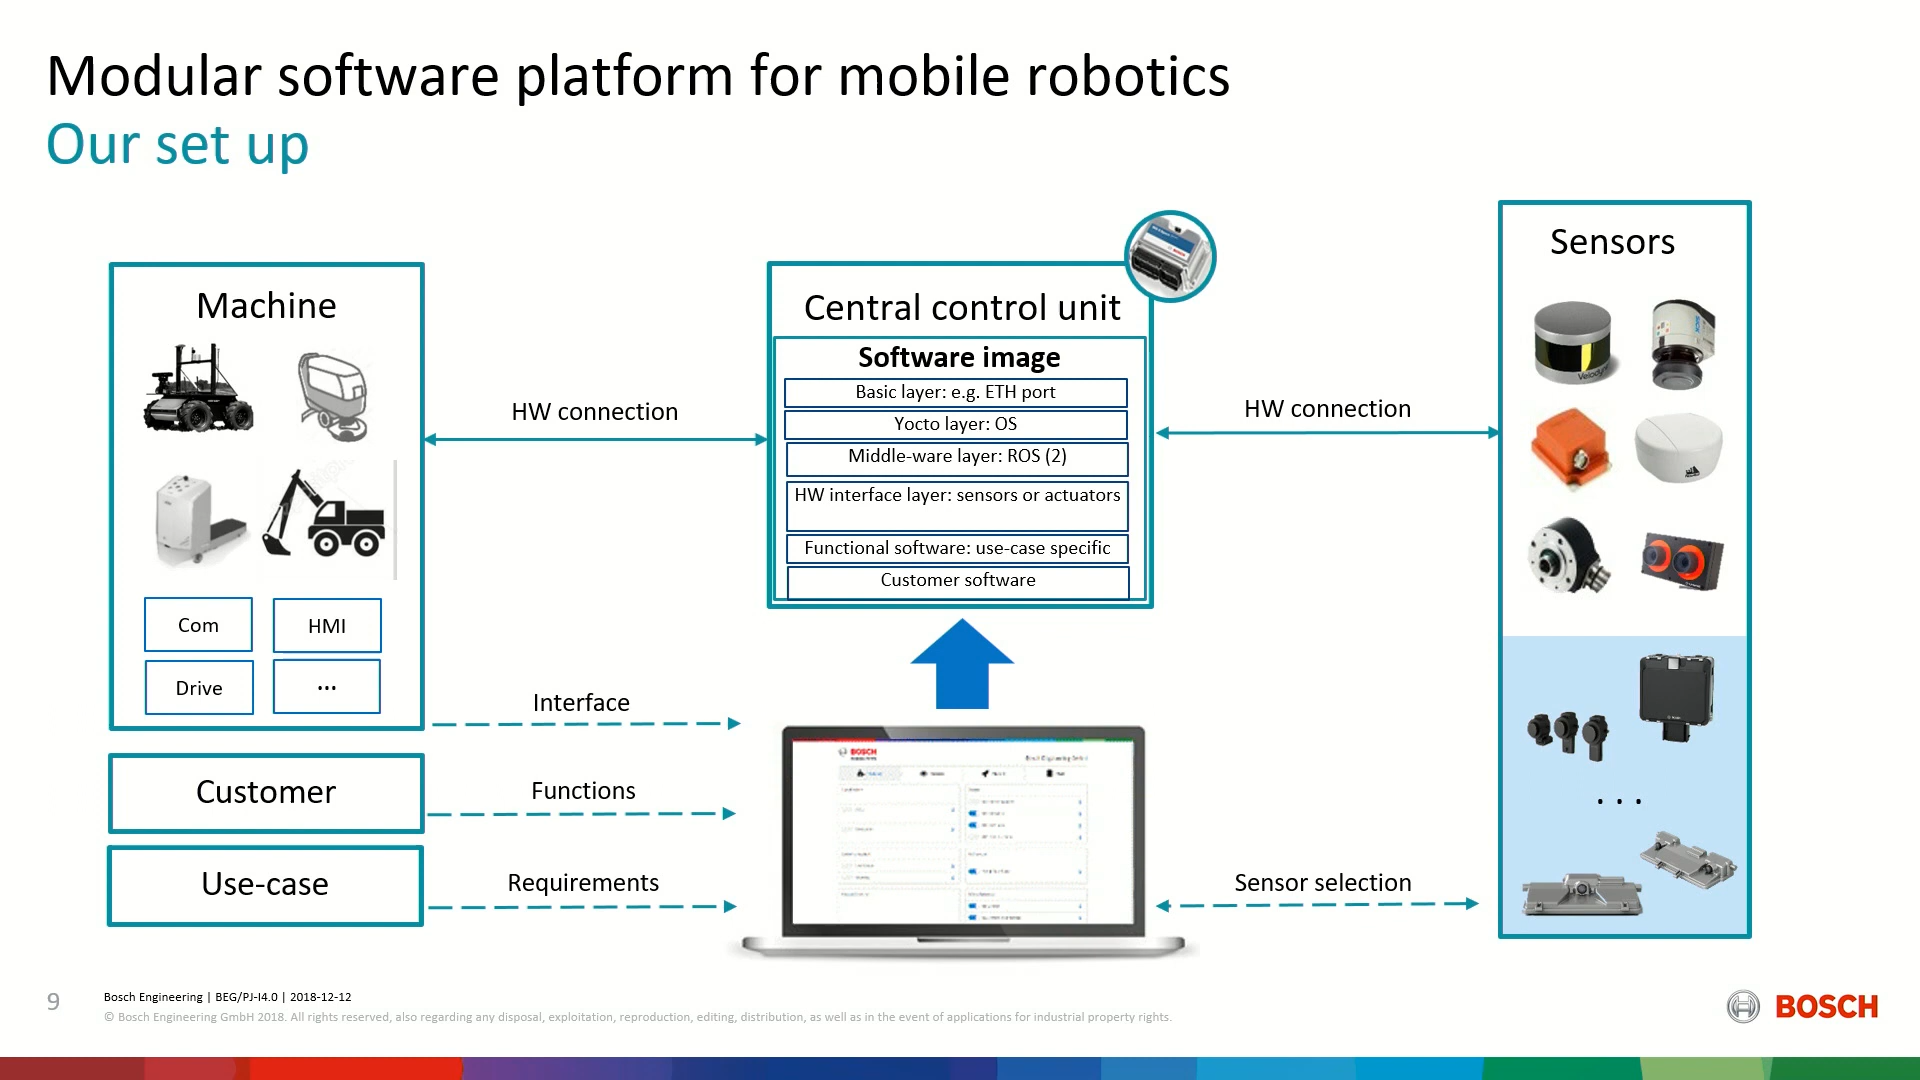 Modular software platform for mobile robotics
Our set up
Machine
Com
HMI
Drive
...
Customer
Use-case
HW connection
Interface
Functions
Requirements
Central control unit
Software image
Basic layer: e.g. ETH port
Yocto layer: OS
Middle-ware layer: ROS (2)
HW interface layer: sensors or actuators
Functional software: use-case specific
Customer software
BOSCH
HW connection
Sensor selection
Sensors
Velodyne
. . .
9
Bosch Engineering | BEG/PJ-I4.0 | 2018-12-12
© Bosch Engineering GmbH 2018. All rights reserved, also regarding any disposal, exploitation, reproduction, editing, distribution, as well as in the event of applications for industrial property rights.
BOSCH